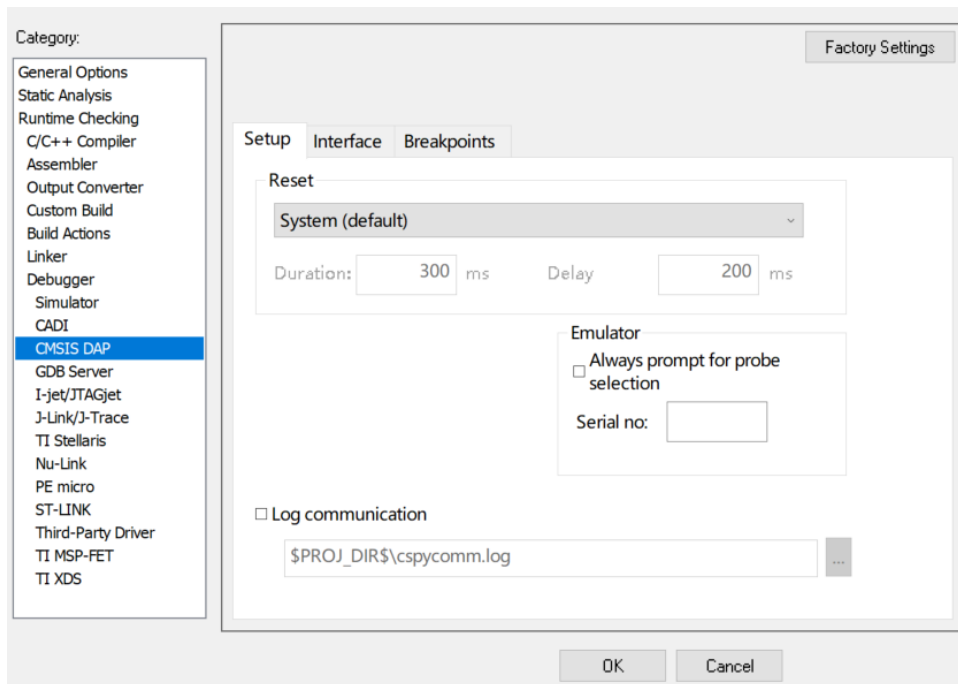 Category:
General Options
Static Analysis
Runtime Checking
C/C++ Compiler
Assembler
Output Converter
Custom Build
Build Actions
Linker
Debugger
Simulator
CADI
CMSIS DAP
GDB Server
I-jet/JTAGjet
J-Link/J-Trace
TI Stellaris
Nu-Link
PE micro
ST-LINK
Third-Party Driver
TI MSP-FET
TI XDS
Factory Settings
Setup Interface Breakpoints
Reset
System (default)
Duration: 300 ms Delay 200 ms
Emulator
Always prompt for probe
selection
Serial no:
Log communication
$PROJ_DIR$\cspycomm.log
...
OK Cancel